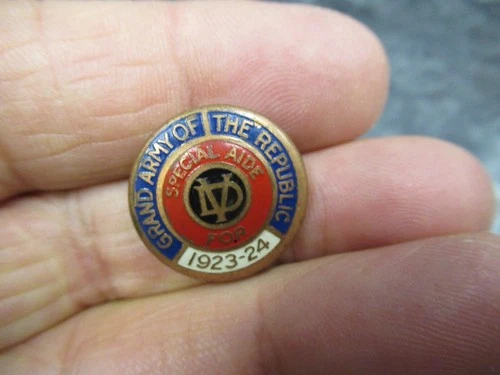 GRAND ARMY OF THE REPUBLIC
SPECIAL AIDE
FOR
1923-24